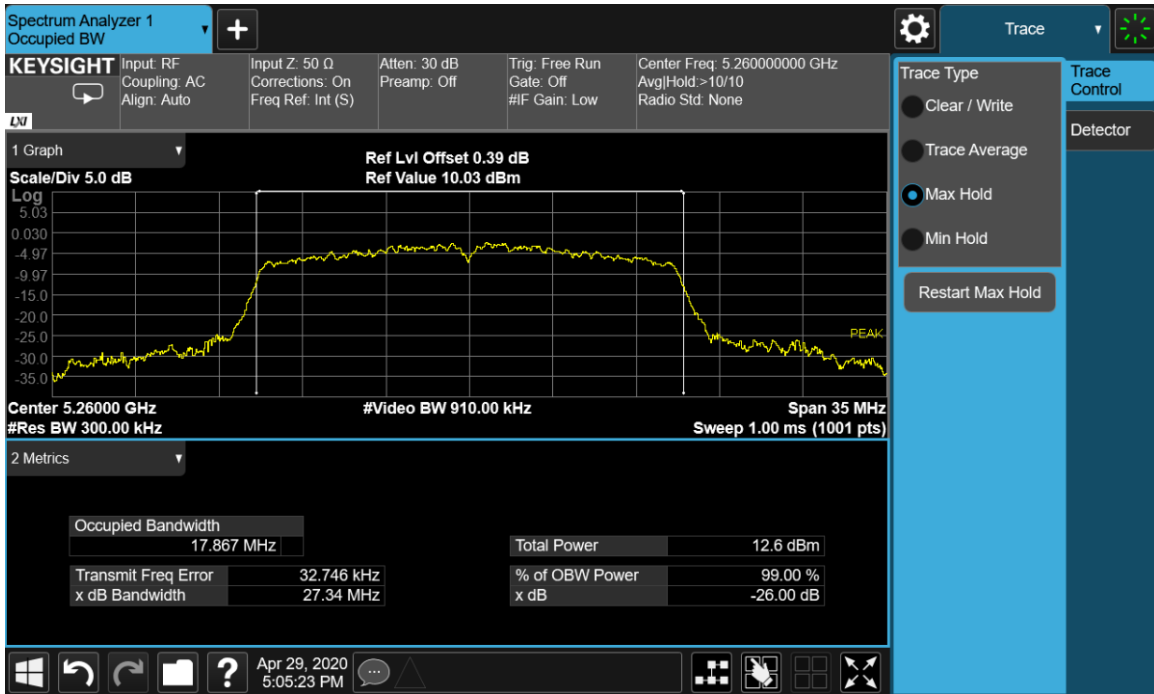 Spectrum Analyzer 1
Occupied BW
Trace
KEYSIGHT
LXI
Input: RF
Coupling: AC
Align: Auto
Input Z: 50 Ω
Corrections: On
Freq Ref: Int (S)
Atten: 30 dB
Preamp: Off
Trig: Free Run
Gate: Off
#IF Gain: Low
Center Freq: 5.260000000 GHz
Avg|Hold:>10/10
Radio Std: None
1 Graph
Scale/Div 5.0 dB
Ref Lvl Offset 0.39 dB
Ref Value 10.03 dBm
Log
5.03
0.030
-4.97
-9.97
-15.0
-20.0
-25.0
-30.0
-35.0
PEAK
Center 5.26000 GHz
#Res BW 300.00 kHz
#Video BW 910.00 kHz
Span 35 MHz
Sweep 1.00 ms (1001 pts)
2 Metrics
Occupied Bandwidth
17.867 MHz
Transmit Freq Error 32.746 kHz
x dB Bandwidth 27.34 MHz
Total Power 12.6 dBm
% of OBW Power 99.00 %
x dB -26.00 dB
Trace Type
Clear / Write
Trace Average
Max Hold
Min Hold
Restart Max Hold
Trace
Control
Detector
?
Apr 29, 2020
5:05:23 PM